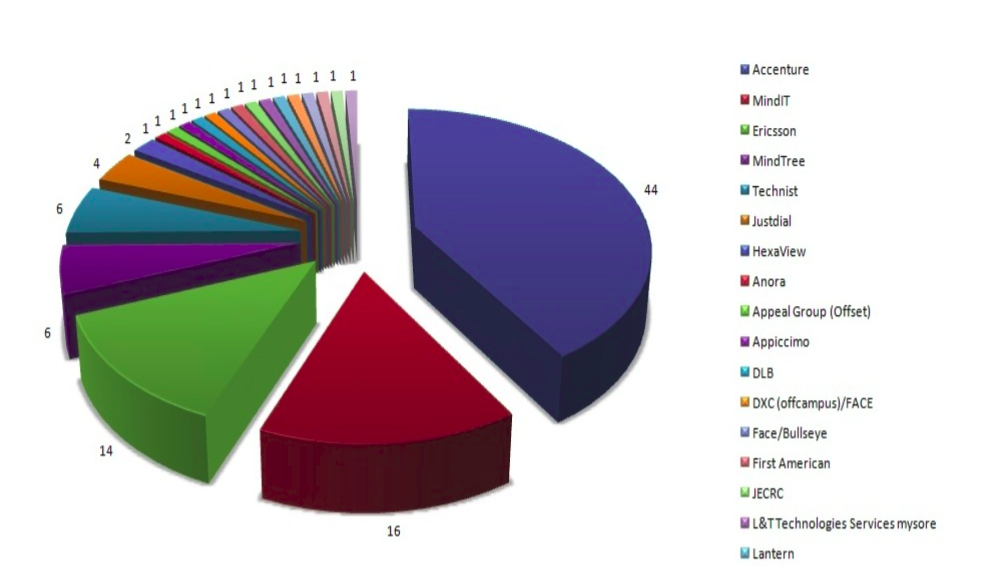 1 1 1 1 1 1 1 1 1 1 1 1 1 1 1
2
4
6
6
14
16
44
Accenture
MindIT
Ericsson
MindTree
Technist
Justdial
HexaView
Anora
Appeal Group (Offset)
Appiccimo
DLB
DXC (offcampus)/FACE
Face/Bullseye
First American
JECRC
L&T Technologies Services mysore
Lantern